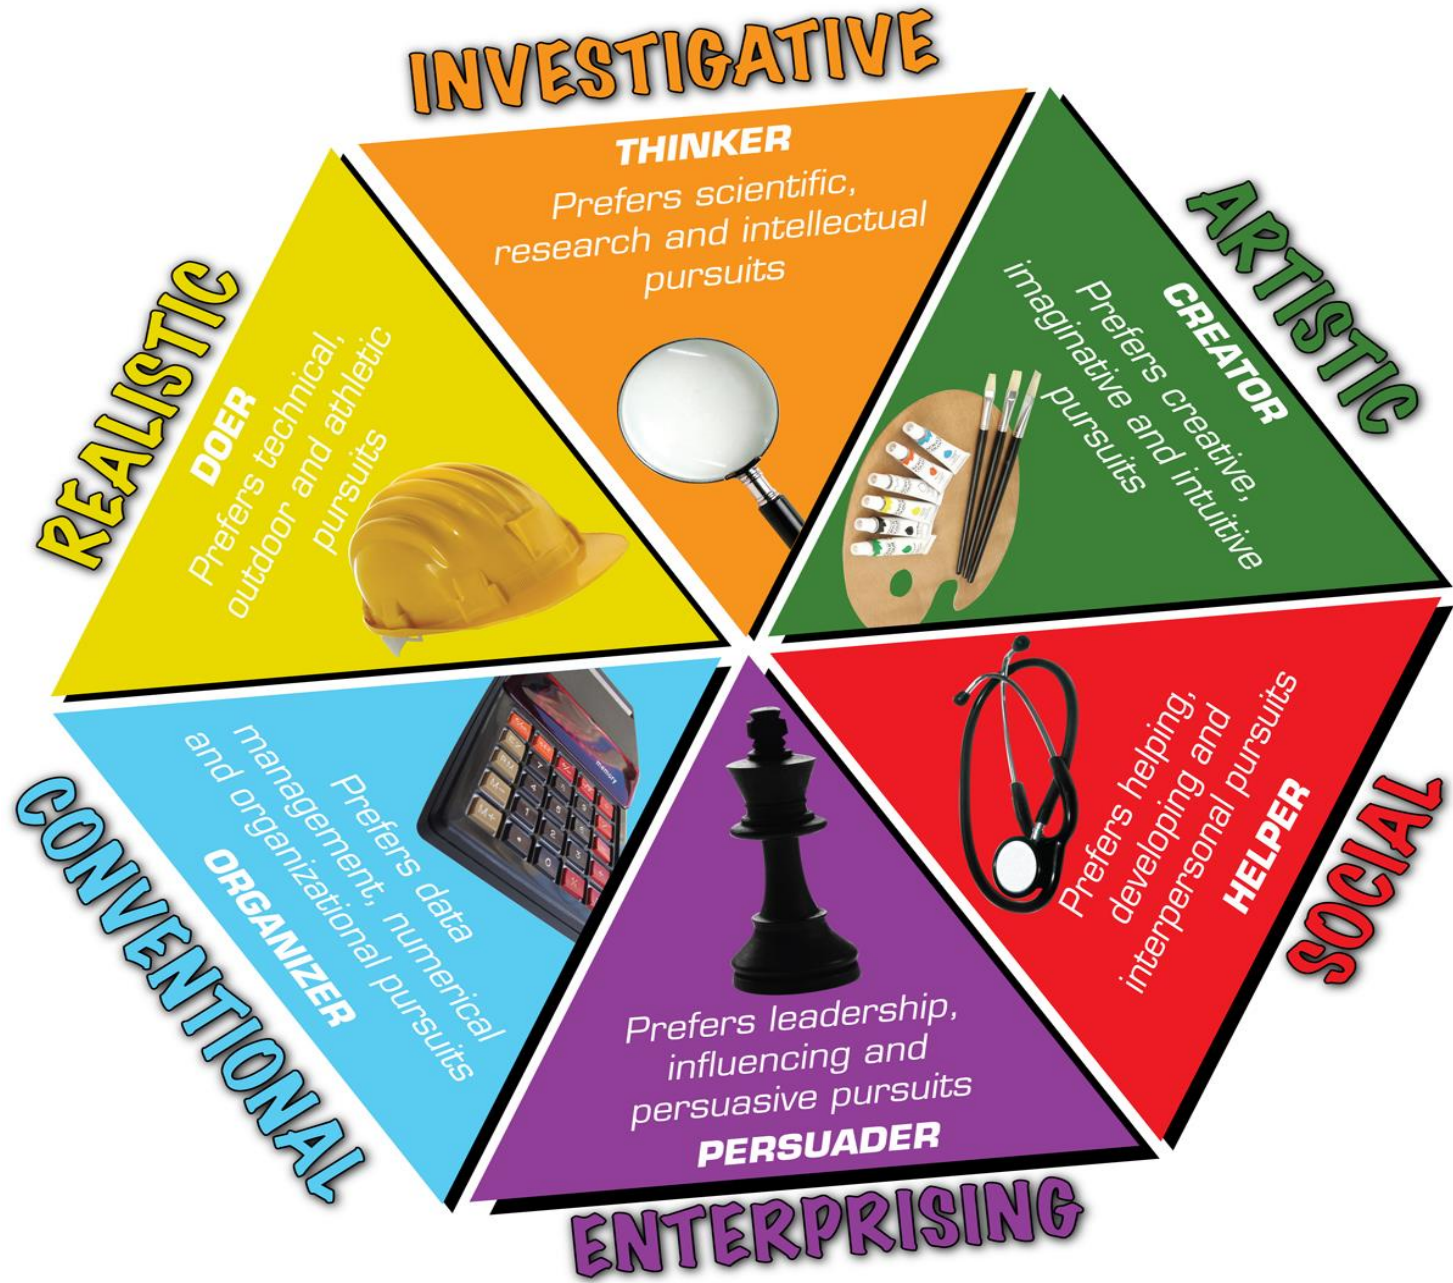 INVESTIGATIVE
THINKER
Prefers scientific,
research and intellectual
pursuits
ARTISTIC
CREATOR
Prefers creative,
imaginative and intuitive
pursuits
SOCIAL
Prefers helping,
developing and
interpersonal pursuits
HELPER
ENTERPRISING
Prefers leadership,
influencing and
persuasive pursuits
PERSUADER
CONVENTIONAL
Prefers data
management, numerical
and organizational pursuits
ORGANIZER
memory
REALISTIC
DOER
Prefers technical,
outdoor and athletic
pursuits